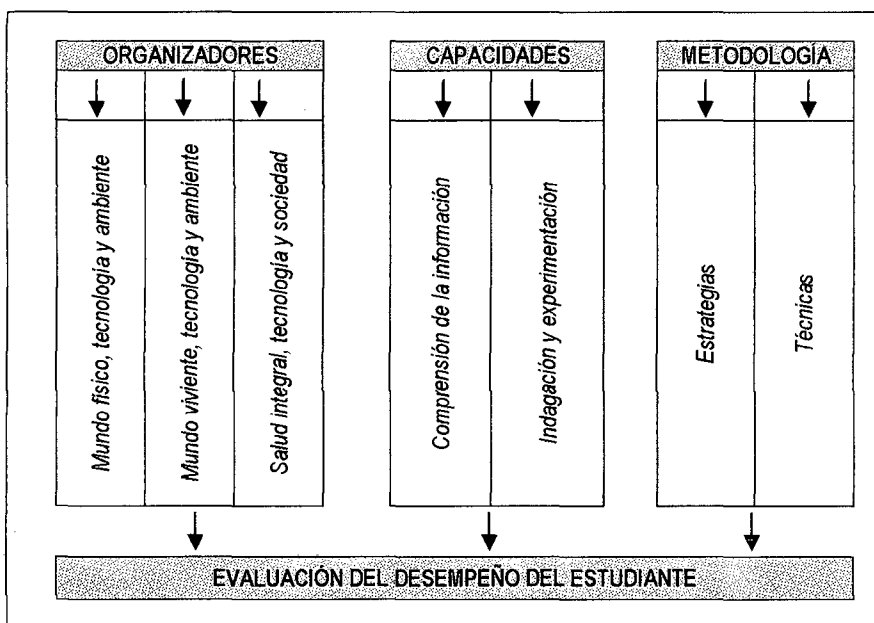 ORGANIZADORES
Mundo físico, tecnología y ambiente
Mundo viviente, tecnología y ambiente
Salud integral, tecnología y sociedad
CAPACIDADES
Comprensión de la información
Indagación y experimentación
METODOLOGÍA
Estrategias
Técnicas
EVALUACIÓN DEL DESEMPEÑO DEL ESTUDIANTE